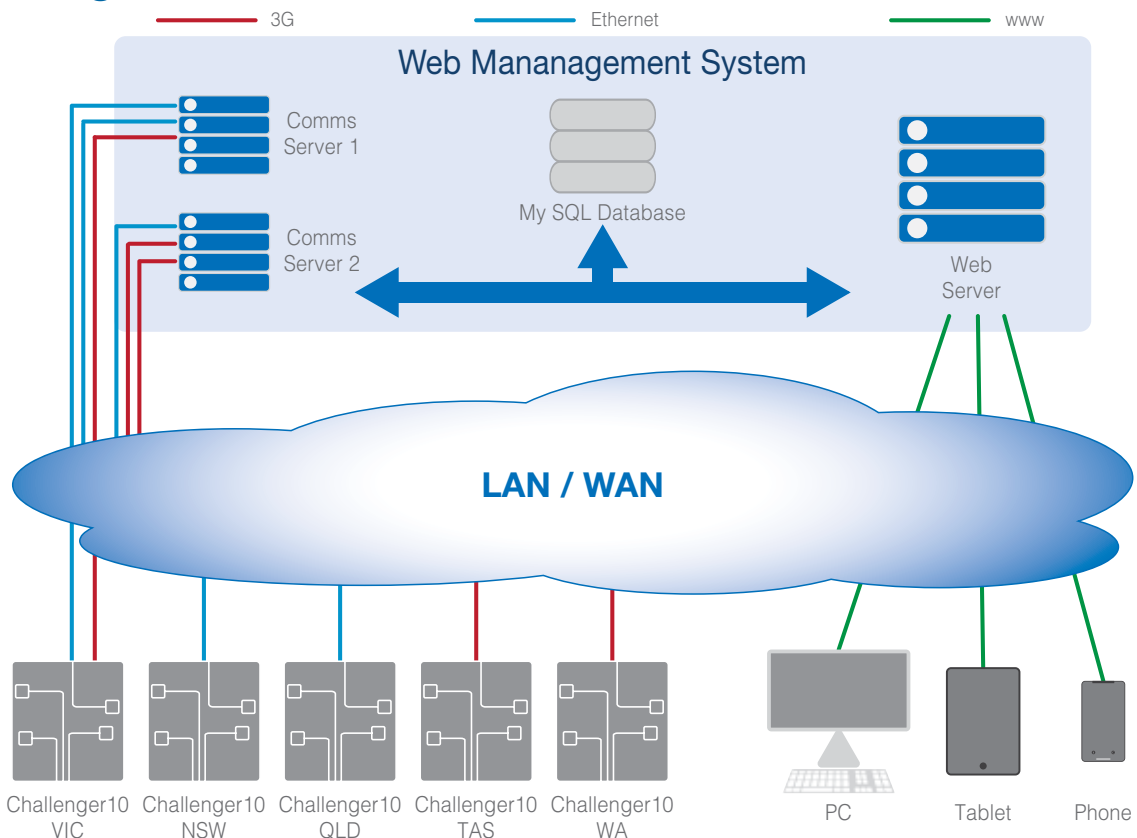 3G
Ethernet
www
Web Mananagement System
Comms
Server 1
My SQL Database
Comms
Server 2
Web
Server
LAN / WAN
Challenger10
VIC
Challenger10
NSW
Challenger10
QLD
Challenger10
TAS
Challenger10
WA
PC
Tablet
Phone